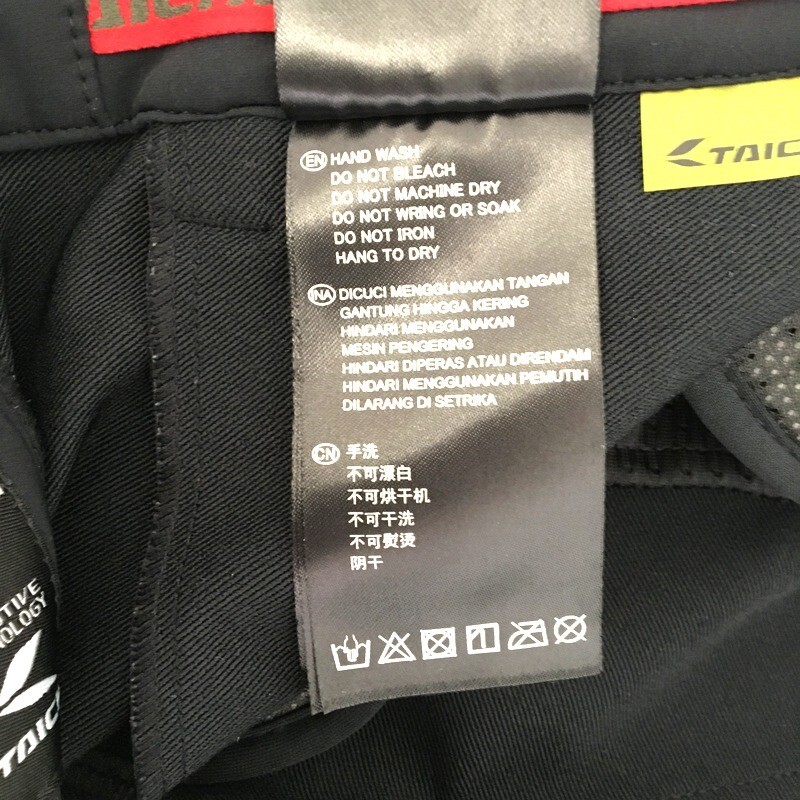 TAIC
EN HAND WASH
DO NOT BLEACH
DO NOT MACHINE DRY
DO NOT WRING OR SOAK
DO NOT IRON
HANG TO DRY
INA DICUCI MENGGUNAKAN TANGAN
GANTUNG HINGGA KERING
HINDARI MENGGUNAKAN
MESIN PENGERING
HINDARI DIPERAS ATAU DIRENDAM
HINDARI MENGGUNAKAN PEMUTIH
DILARANG DI SETRIKA
CN 手洗
不可漂白
不可烘干机
不可干洗
不可熨烫
阴干
TAIC